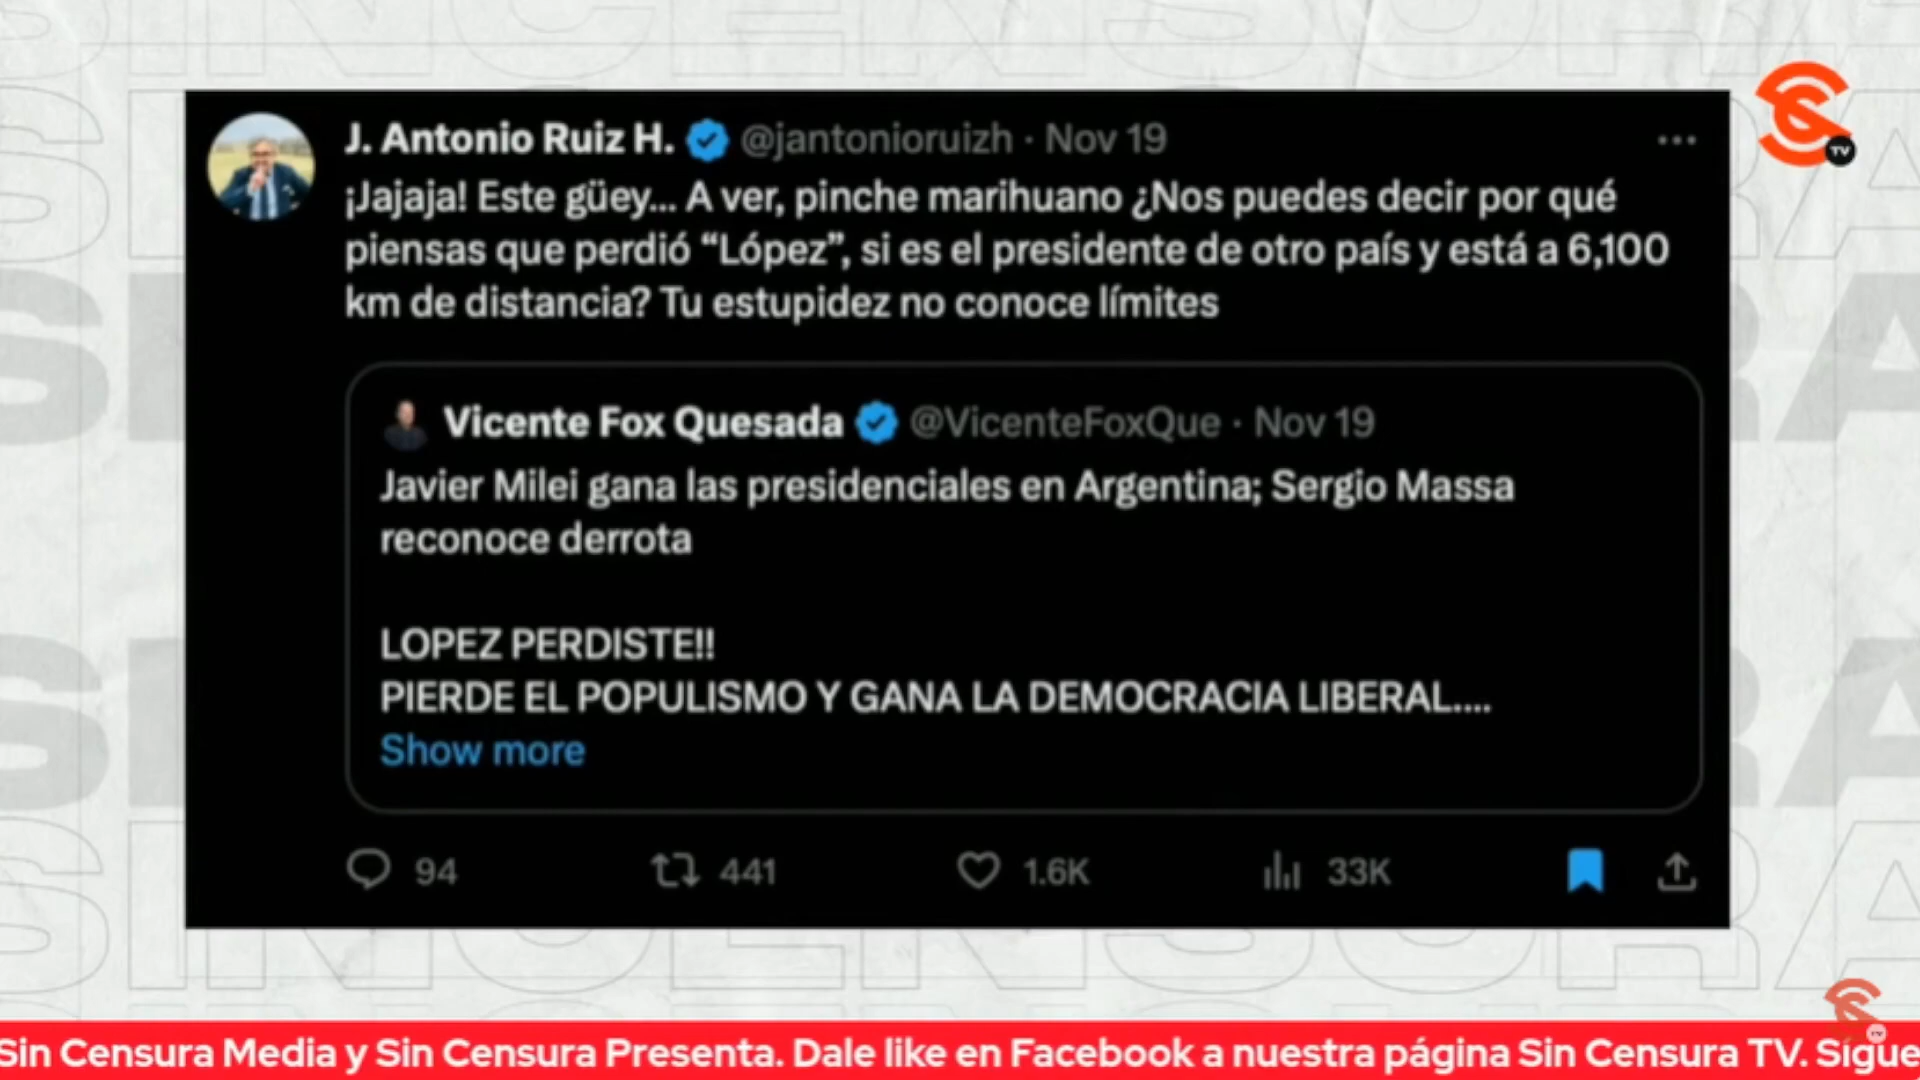 J. Antonio Ruiz H. @jantonioruizh · Nov 19
¡Jajaja! Este güey... A ver, pinche marihuano ¿Nos puedes decir por qué
piensas que perdió “López”, si es el presidente de otro país y está a 6,100
km de distancia? Tu estupidez no conoce límites
Vicente Fox Quesada @VicenteFoxQue · Nov 19
Javier Milei gana las presidenciales en Argentina; Sergio Massa
reconoce derrota
LOPEZ PERDISTE!!
PIERDE EL POPULISMO Y GANA LA DEMOCRACIA LIBERAL....
Show more
94 441 1.6K 33K
TV
SINCENSURA
Sin Censura Media y Sin Censura Presenta. Dale like en Facebook a nuestra página Sin Censura TV. Sígue